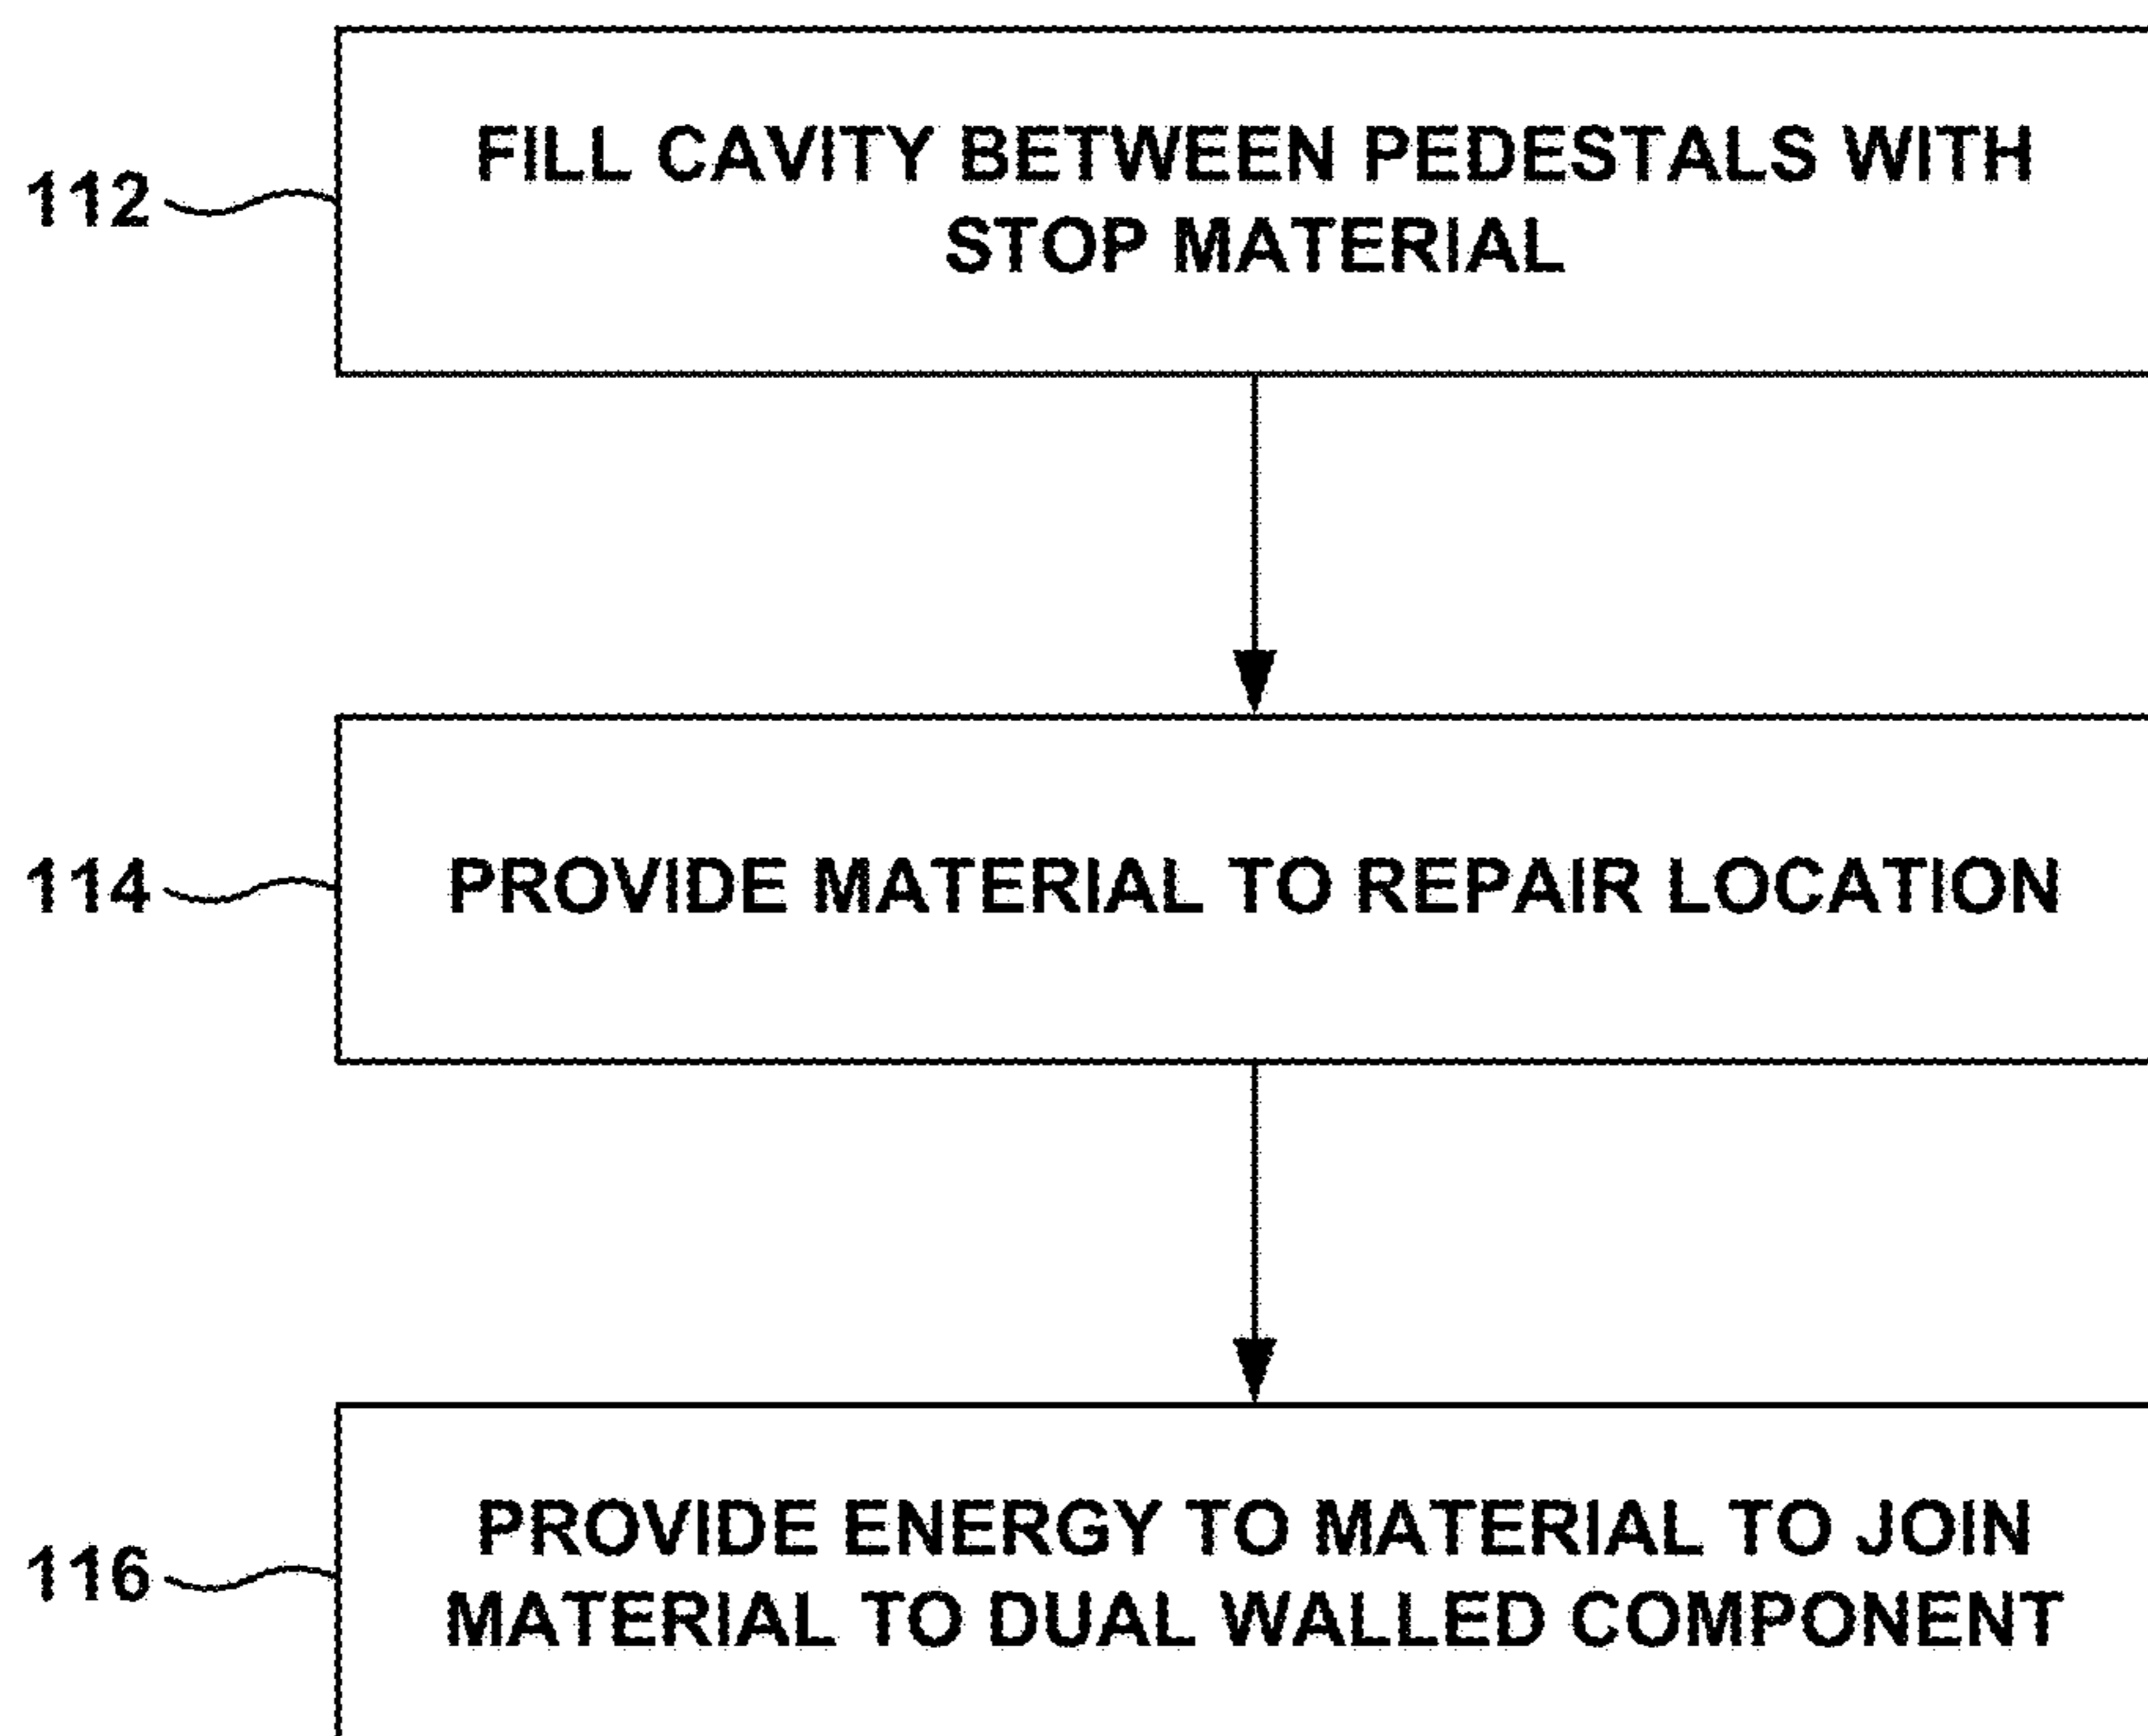 FILL CAVITY BETWEEN PEDESTALS WITH
112
STOP MATERIAL
114
PROVIDE MATERIAL TO REPAIR LOCATION
PROVIDE ENERGY TO MATERIAL TO JOIN
116
MATERIAL TO DUAL WALLED COMPONENT